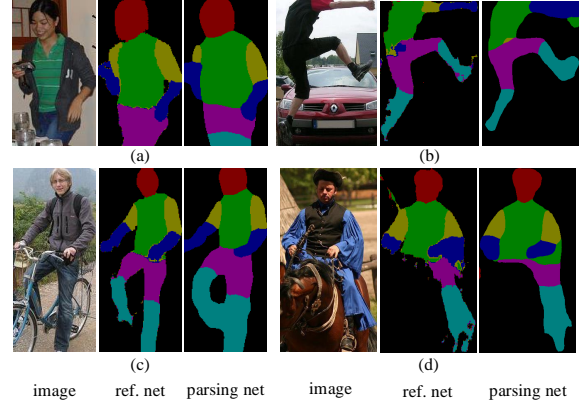 (a)
(b)
(c)
(d)
image
ref. net
parsing net
image
ref. net
parsing net